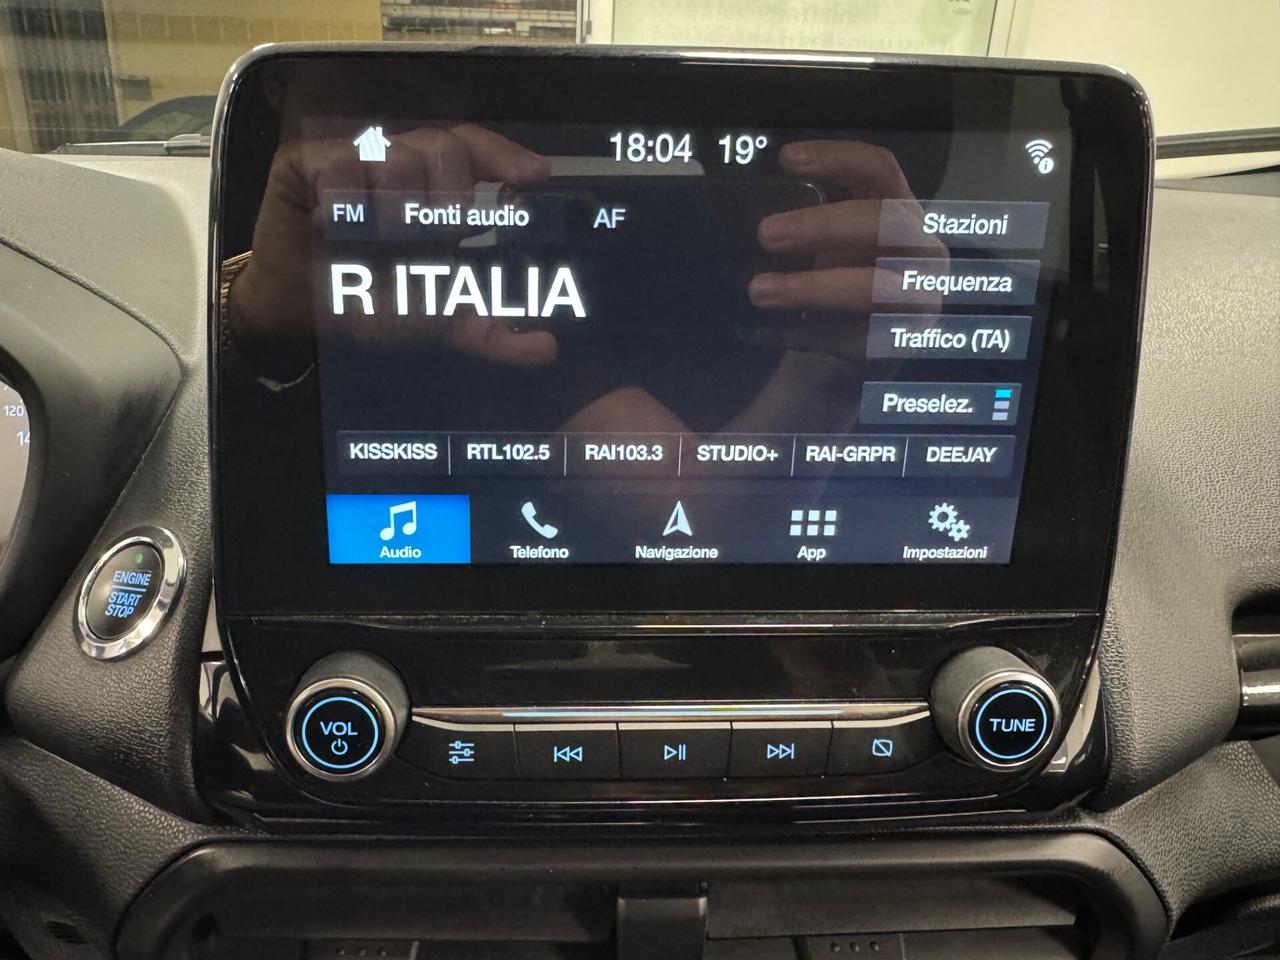 18:04 19°
FM Fonti audio AF
Stazioni
R ITALIA
Frequenza
Traffico (TA)
Preselez.
KISSKISS RTL102.5 RAI103.3 STUDIO+ RAI-GRPR DEEJAY
Audio Telefono Navigazione App Impostazioni
120
ENGINE
START
STOP
VOL
TUNE